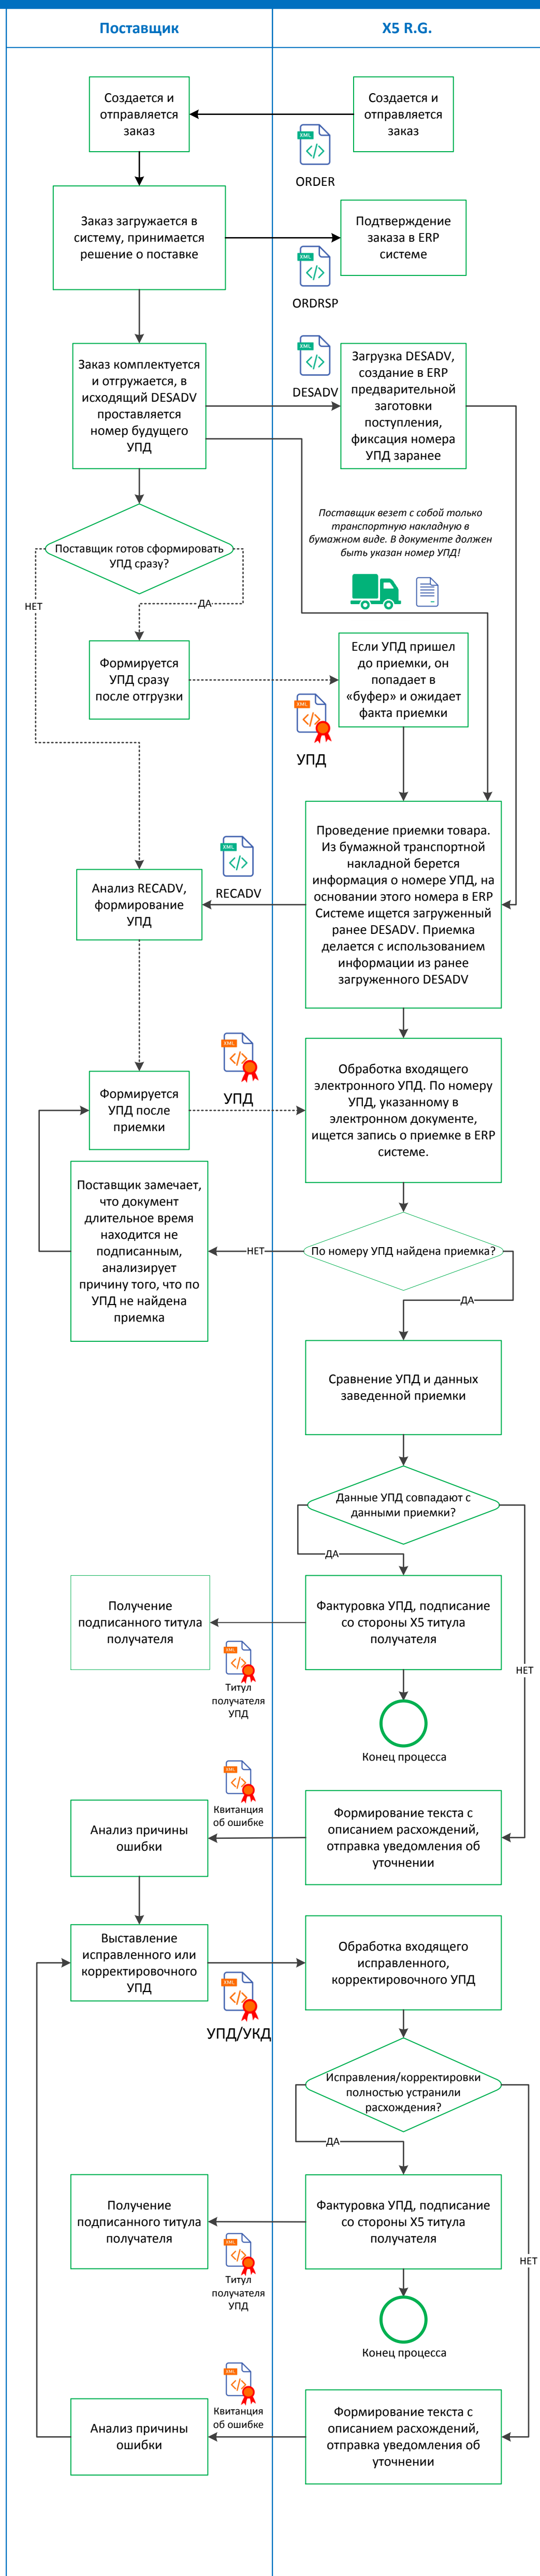 Поставщик
X5 R.G.
Создается и
отправляется
заказ
Создается и
отправляется
заказ
XML
ORDER
Заказ загружается в
систему, принимается
решение о поставке
Подтверждение
заказа в ERP
системе
XML
ORDRSP
Заказ комплектуется
и отгружается, в
исходящий DESADV
проставляется
номер будущего
УПД
XML
DESADV
Загрузка DESADV,
создание в ERP
предварительной
заготовки
поступления,
фиксация номера
УПД заранее
Поставщик везет с собой только
транспортную накладную в
бумажном виде. В документе должен
быть указан номер УПД!
Поставщик готов сформировать
УПД сразу?
НЕТ
ДА
Формируется
УПД сразу
после отгрузки
Если УПД пришел
до приемки, он
попадает в
«буфер» и ожидает
факта приемки
XML
УПД
Проведение приемки товара.
Из бумажной транспортной
накладной берется
информация о номере УПД, на
основании этого номера в ERP
Системе ищется загруженный
ранее DESADV. Приемка
делается с использованием
информации из ранее
загруженного DESADV
XML
RECADV
Анализ RECADV,
формирование
УПД
XML
УПД
Формируется
УПД после
приемки
Обработка входящего
электронного УПД. По номеру
УПД, указанному в
электронном документе,
ищется запись о приемке в ERP
системе.
Поставщик замечает,
что документ
длительное время
находится не
подписанным,
анализирует
причину того, что по
УПД не найдена
приемка
НЕТ
По номеру УПД найдена приемка?
ДА
Сравнение УПД и данных
заведенной приемки
Данные УПД совпадают с
данными приемки?
ДА
НЕТ
Получение
подписанного титула
получателя
Фактуровка УПД, подписание
со стороны X5 титула
получателя
XML
Титул
получателя
УПД
Конец процесса
XML
Квитанция
об ошибке
Анализ причины
ошибки
Формирование текста с
описанием расхождений,
отправка уведомления об
уточнении
Выставление
исправленного или
корректировочного
УПД
XML
УПД/УКД
Обработка входящего
исправленного,
корректировочного УПД
Исправления/корректировки
полностью устранили
расхождения?
ДА
НЕТ
Получение
подписанного титула
получателя
Фактуровка УПД, подписание
со стороны X5 титула
получателя
XML
Титул
получателя
УПД
Конец процесса
XML
Квитанция
об ошибке
Анализ причины
ошибки
Формирование текста с
описанием расхождений,
отправка уведомления об
уточнении